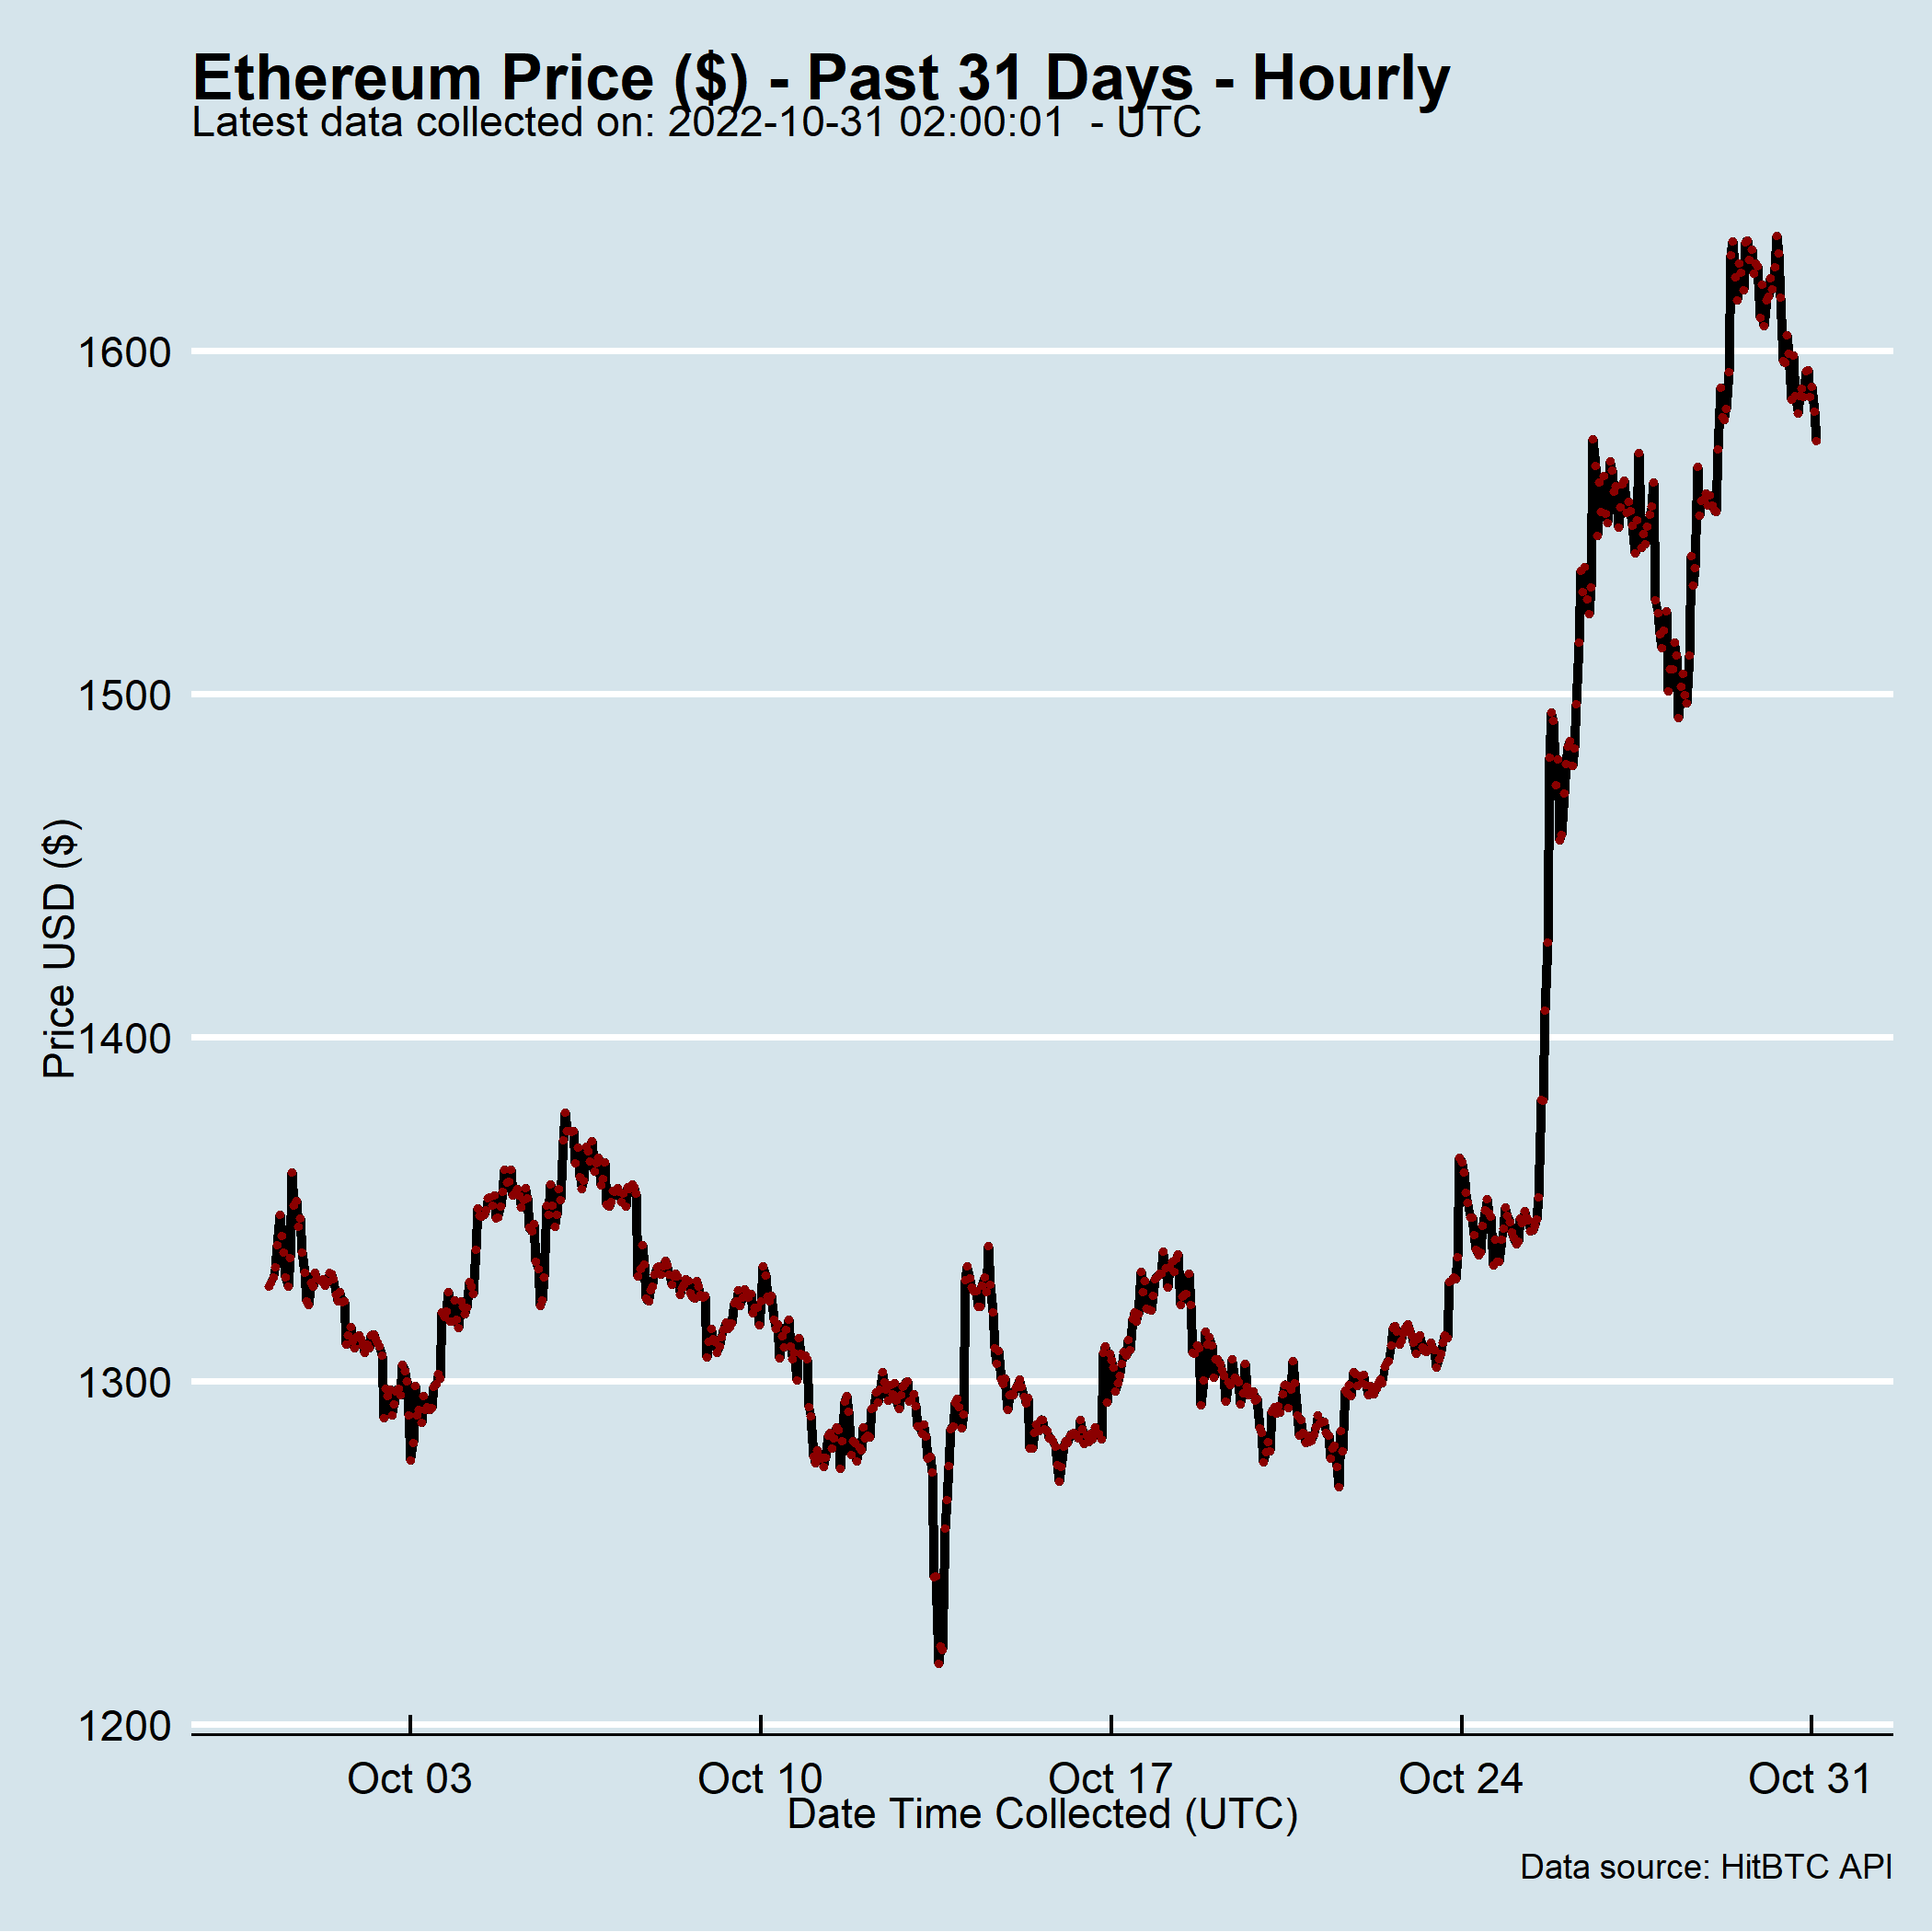 Ethereum Price ($) - Past 31 Days - Hourly
Latest data collected on: 2022-10-31 02:00:01  - UTC
1600
1500
1400
1300
1200
Price USD ($)
Oct 03 Oct 10 Oct 17 Oct 24 Oct 31
Date Time Collected (UTC)
Data source: HitBTC API